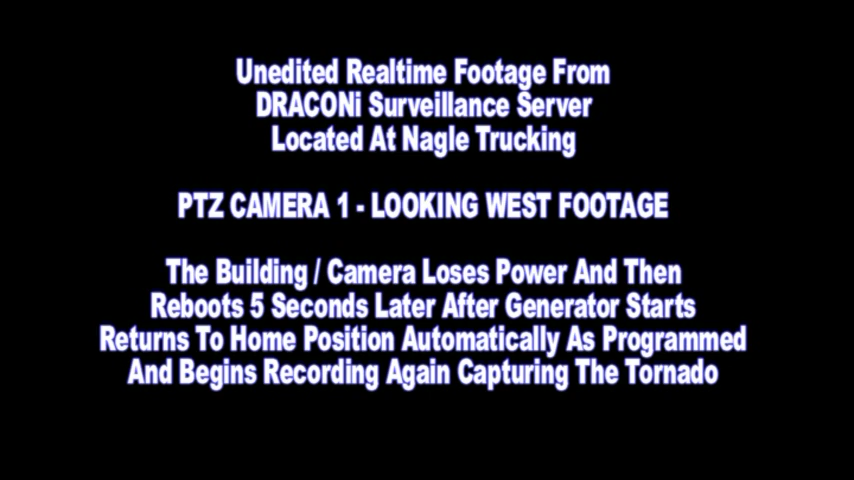 Unedited Realtime Footage From
DRACONi Surveillance Server
Located At Nagle Trucking
PTZ CAMERA 1 - LOOKING WEST FOOTAGE
The Building / Camera Loses Power And Then
Reboots 5 Seconds Later After Generator Starts
Returns To Home Position Automatically As Programmed
And Begins Recording Again Capturing The Tornado